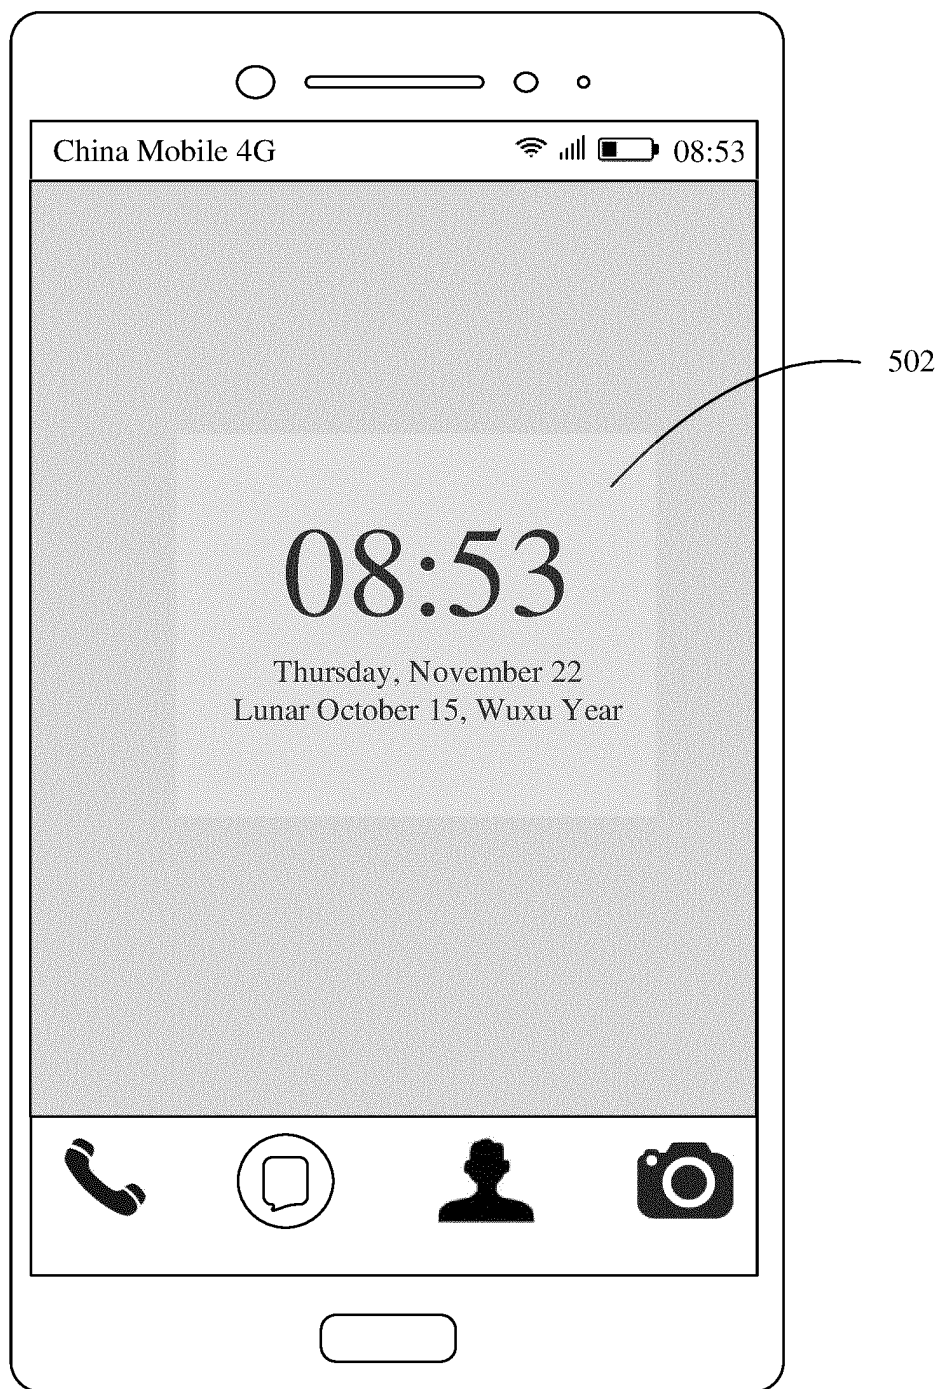 China Mobile 4G 08:53
502
08:53
Thursday, November 22
Lunar October 15, Wuxu Year